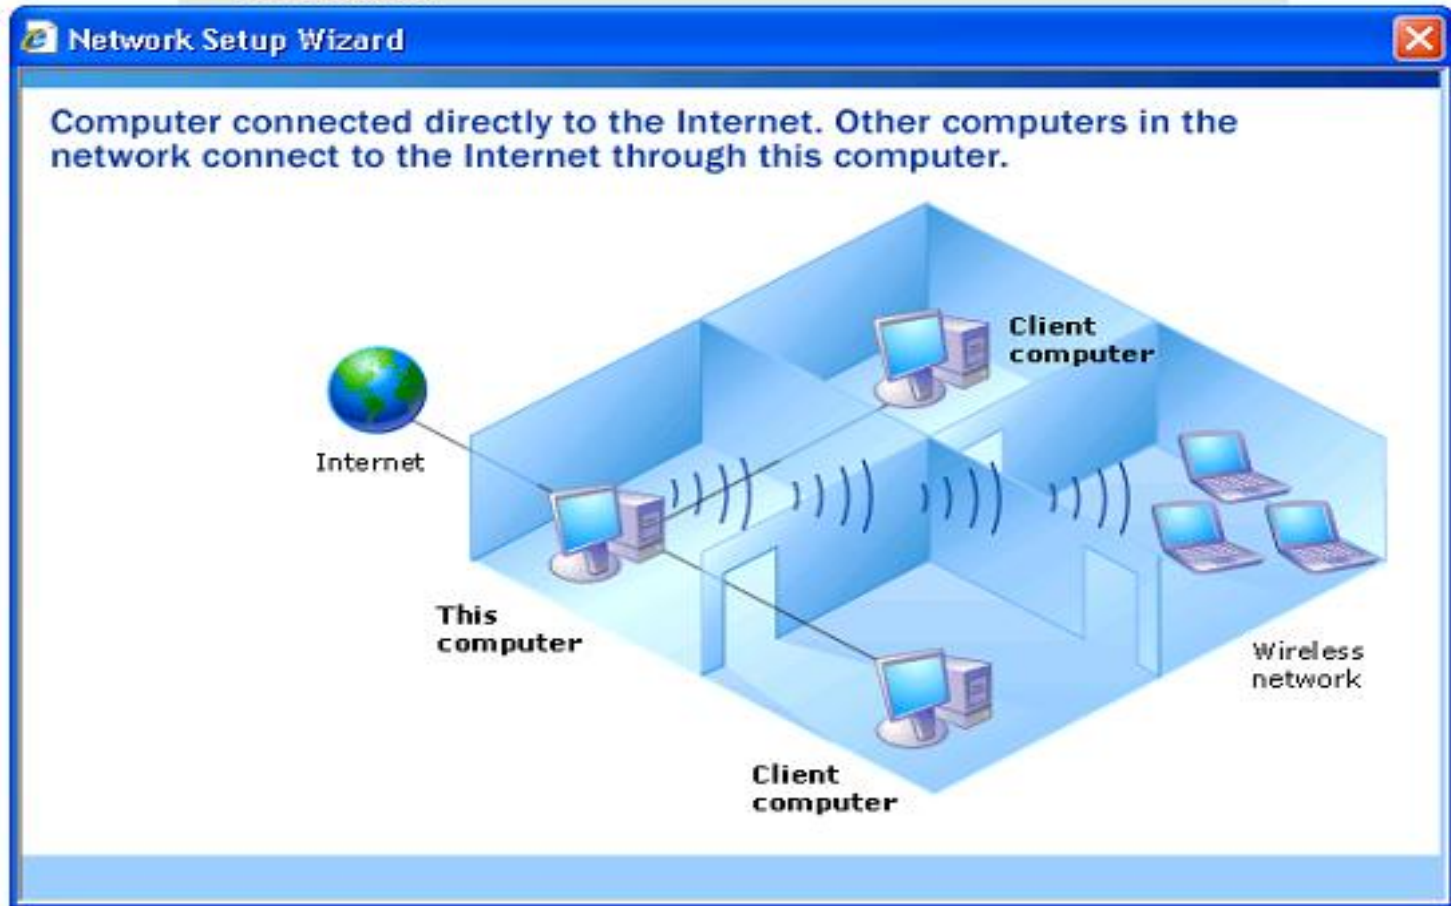 Network Setup Wizard
Computer connected directly to the Internet. Other computers in the
network connect to the Internet through this computer.
Client
computer
Internet
This
computer
Wireless
network
Client
computer